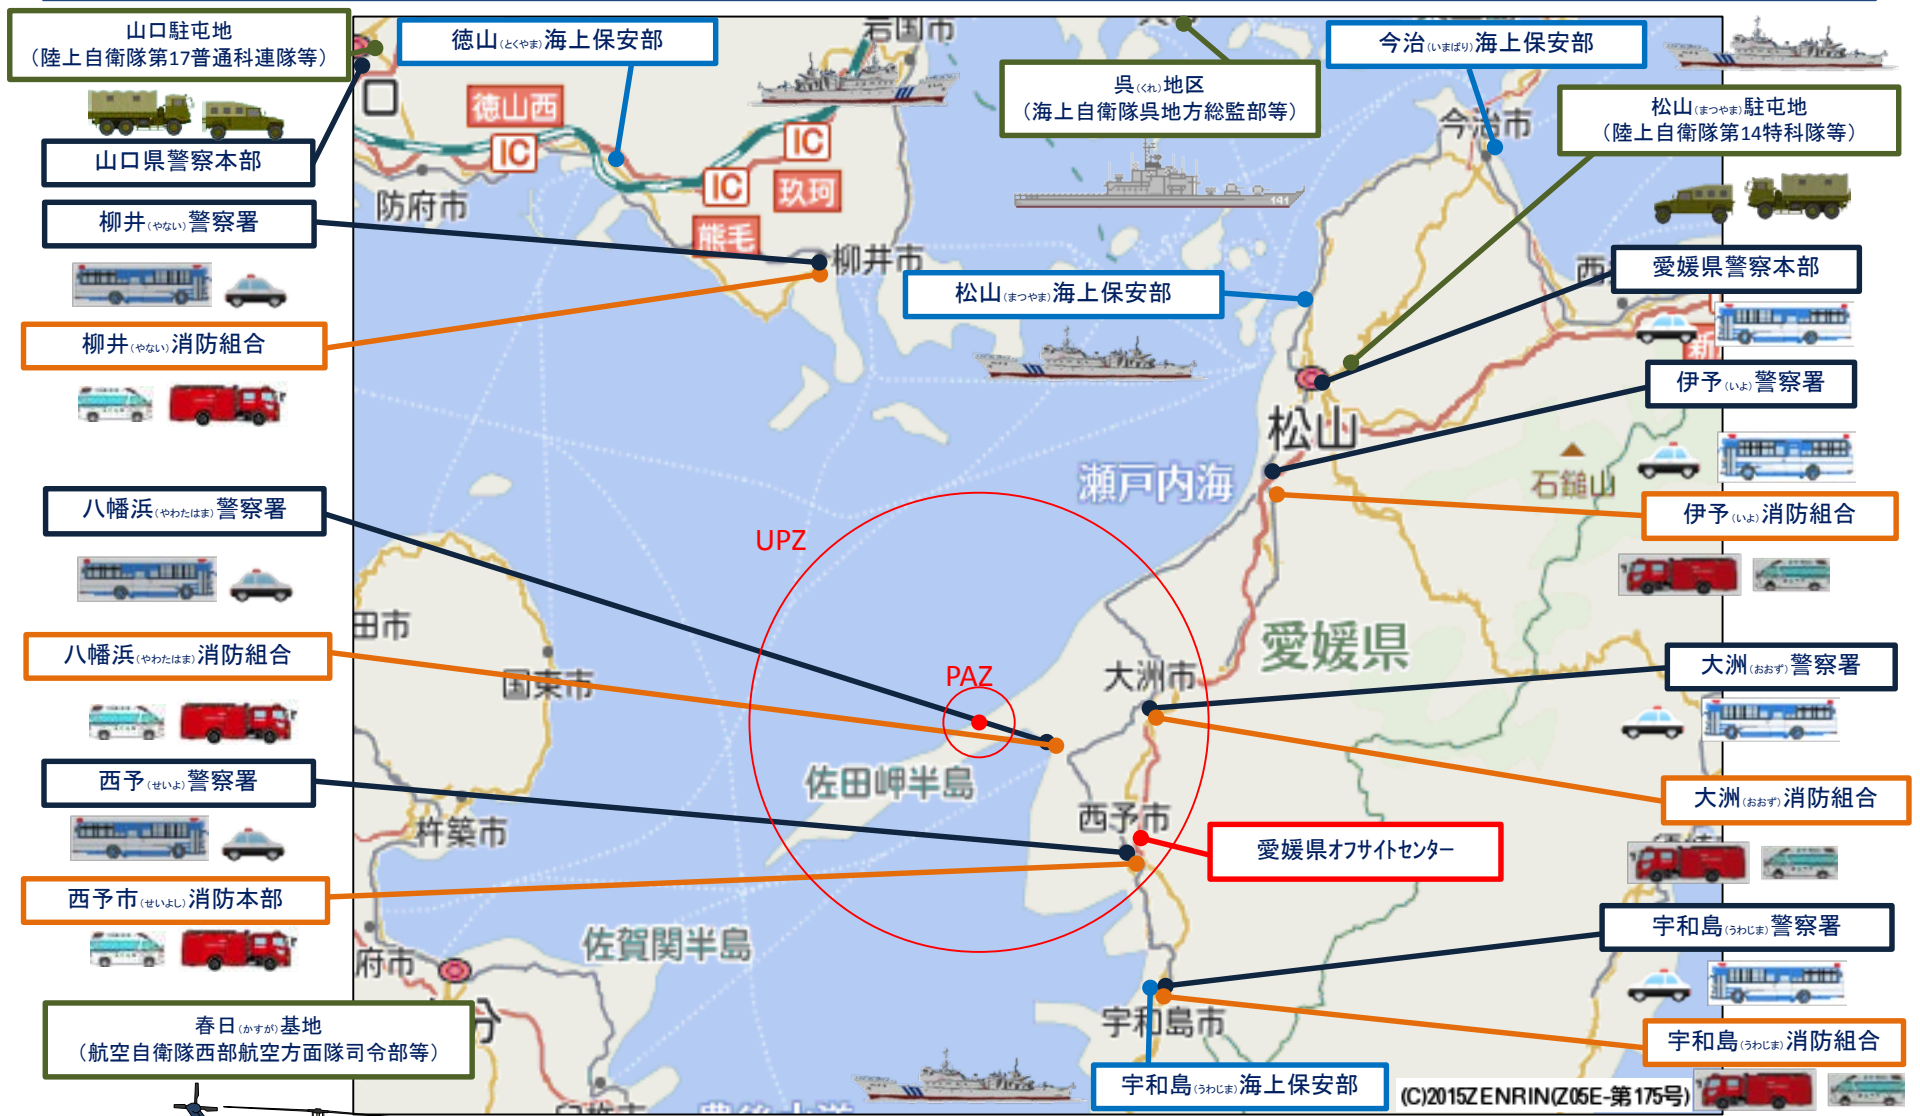 山口駐屯地
（陸上自衛隊第17普通科連隊等）
徳山（とくやま）海上保安部
岩国市
呉（くれ）地区
（海上自衛隊呉地方総監部等）
今治（いまばり）海上保安部
松山（まつやま）駐屯地
（陸上自衛隊第14特科隊等）
山口県警察本部
徳山西
IC
IC
IC
玖珂
熊毛
防府市
今治市
141
柳井（やない）警察署
柳井市
松山（まつやま）海上保安部
愛媛県警察本部
柳井（やない）消防組合
伊予（いよ）警察署
松山
瀬戸内海
石鎚山
八幡浜（やわたはま）警察署
伊予（いよ）消防組合
UPZ
田市
八幡浜（やわたはま）消防組合
国東市
PAZ
愛媛県
大洲市
大洲（おおず）警察署
西予（せいよ）警察署
佐田岬半島
大洲（おおず）消防組合
杵築市
西予市
愛媛県オフサイトセンター
西予市（せいよし）消防本部
佐賀関半島
府市
宇和島（うわじま）警察署
春日（かすが）基地
（航空自衛隊西部航空方面隊司令部等）
分
宇和島市
宇和島（うわじま）消防組合
宇和島（うわじま）海上保安部
(C)2015ZENRIN(Z05E-第175号)